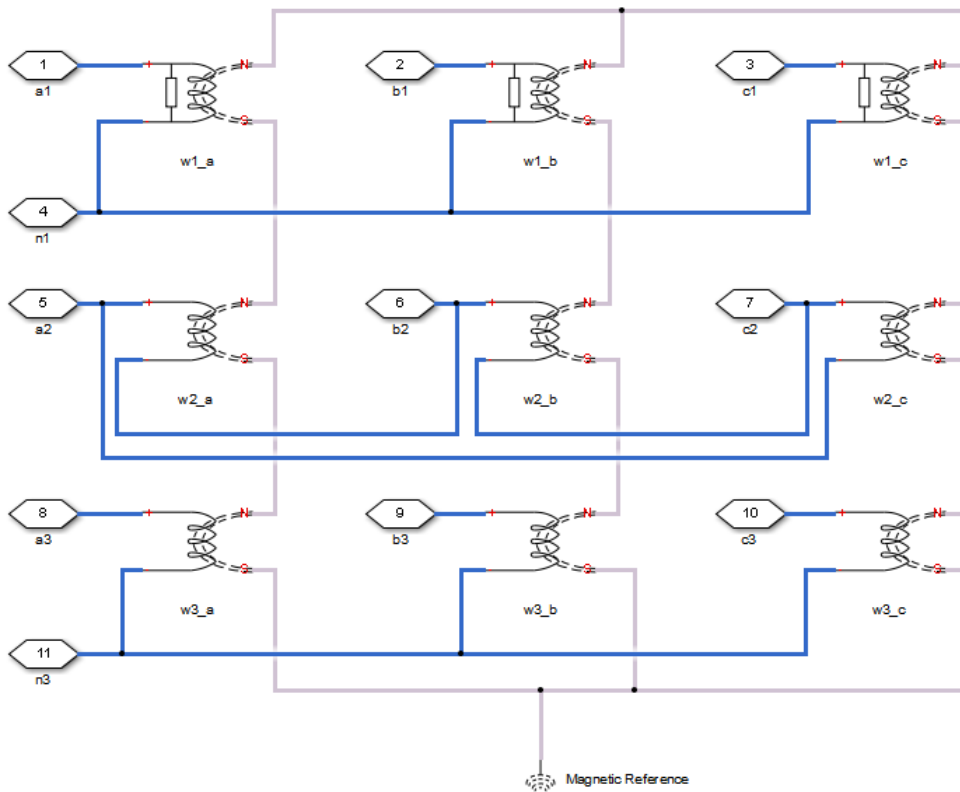 1 2 3
+ N + N + N
a1 b1 c1
S S S
w1_a w1_b w1_c
4
n1
5 6 7
+ N + N + N
a2 b2 c2
S S S
w2_a w2_b w2_c
8 9 10
+ N + N + N
a3 b3 c3
S S S
w3_a w3_b w3_c
11
n3
Magnetic Reference